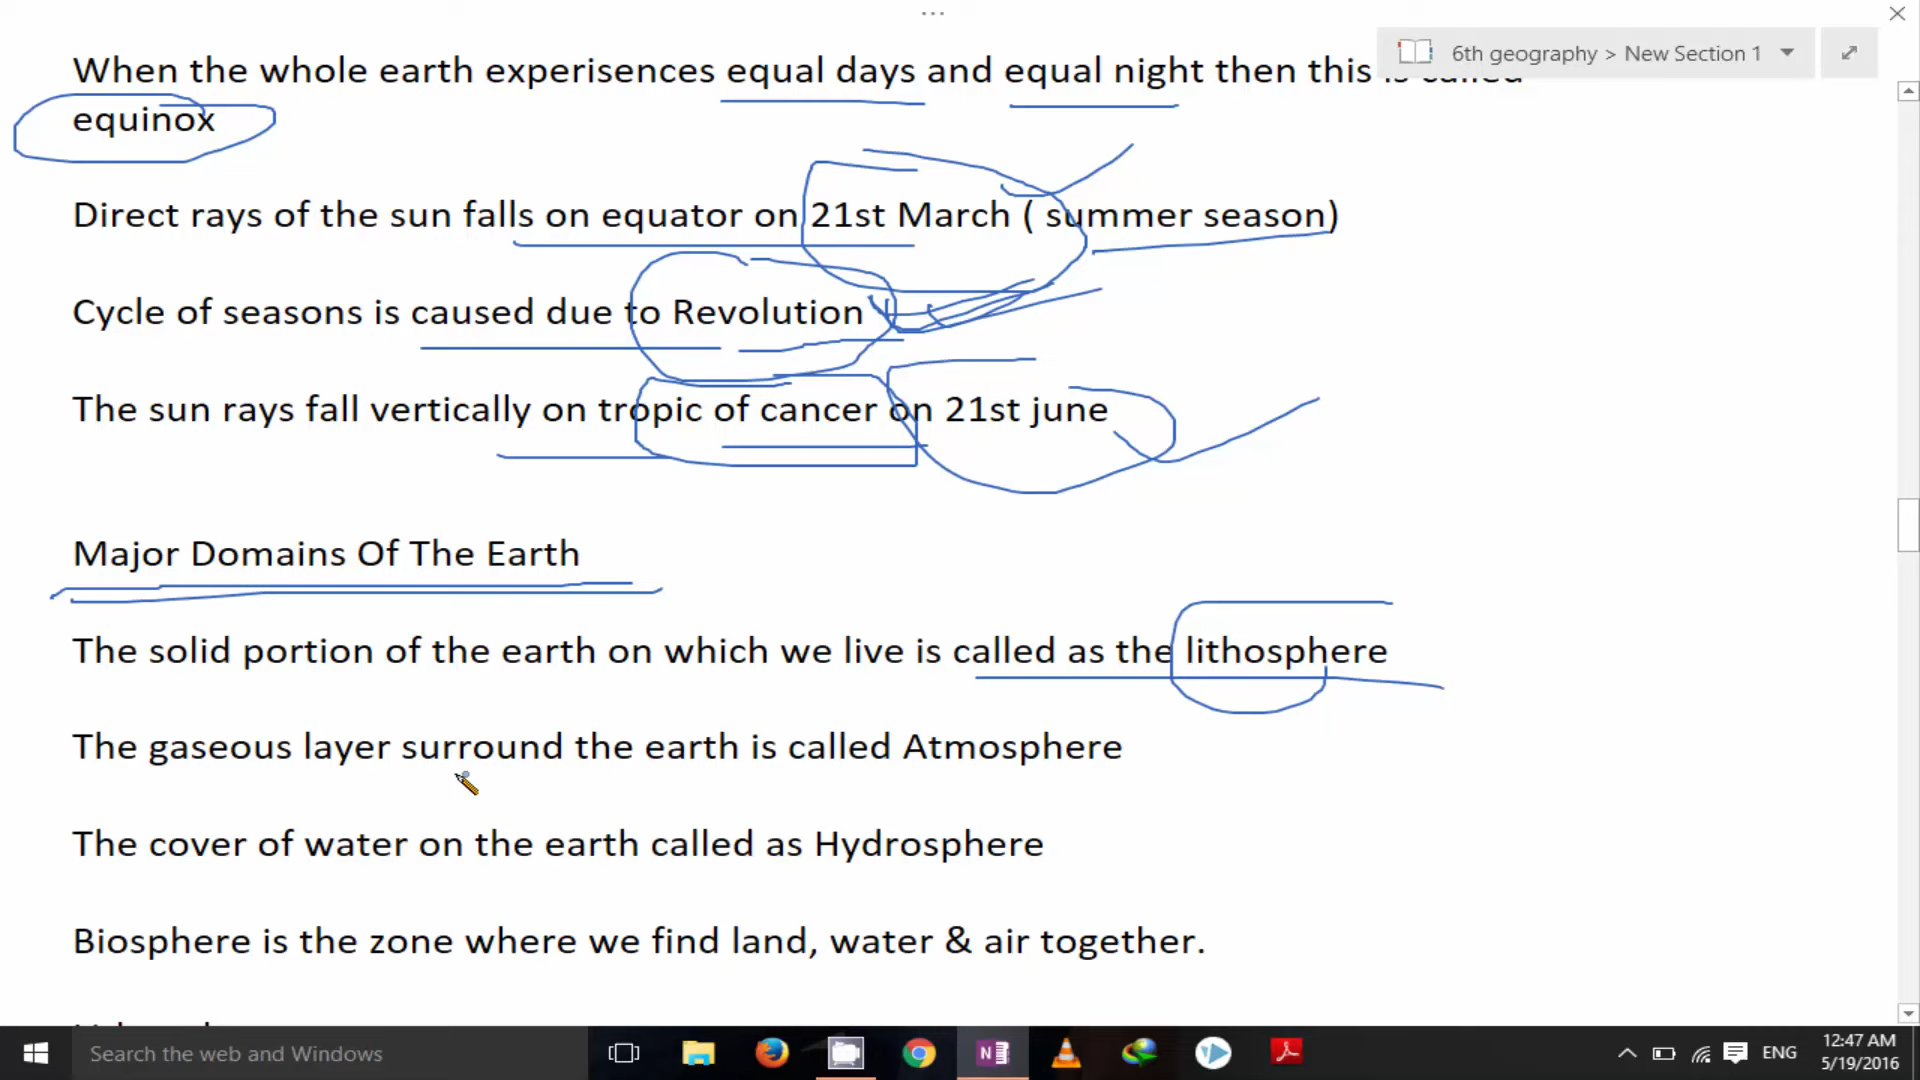 ...
6th geography > New Section 1
When the whole earth experisences equal days and equal night then this is called
equinox
Direct rays of the sun falls on equator on 21st March ( summer season)
Cycle of seasons is caused due to Revolution
The sun rays fall vertically on tropic of cancer on 21st june
Major Domains Of The Earth
The solid portion of the earth on which we live is called as the lithosphere
The gaseous layer surround the earth is called Atmosphere
The cover of water on the earth called as Hydrosphere
Biosphere is the zone where we find land, water & air together.
Search the web and Windows
N
ENG
12:47 AM
5/19/2016